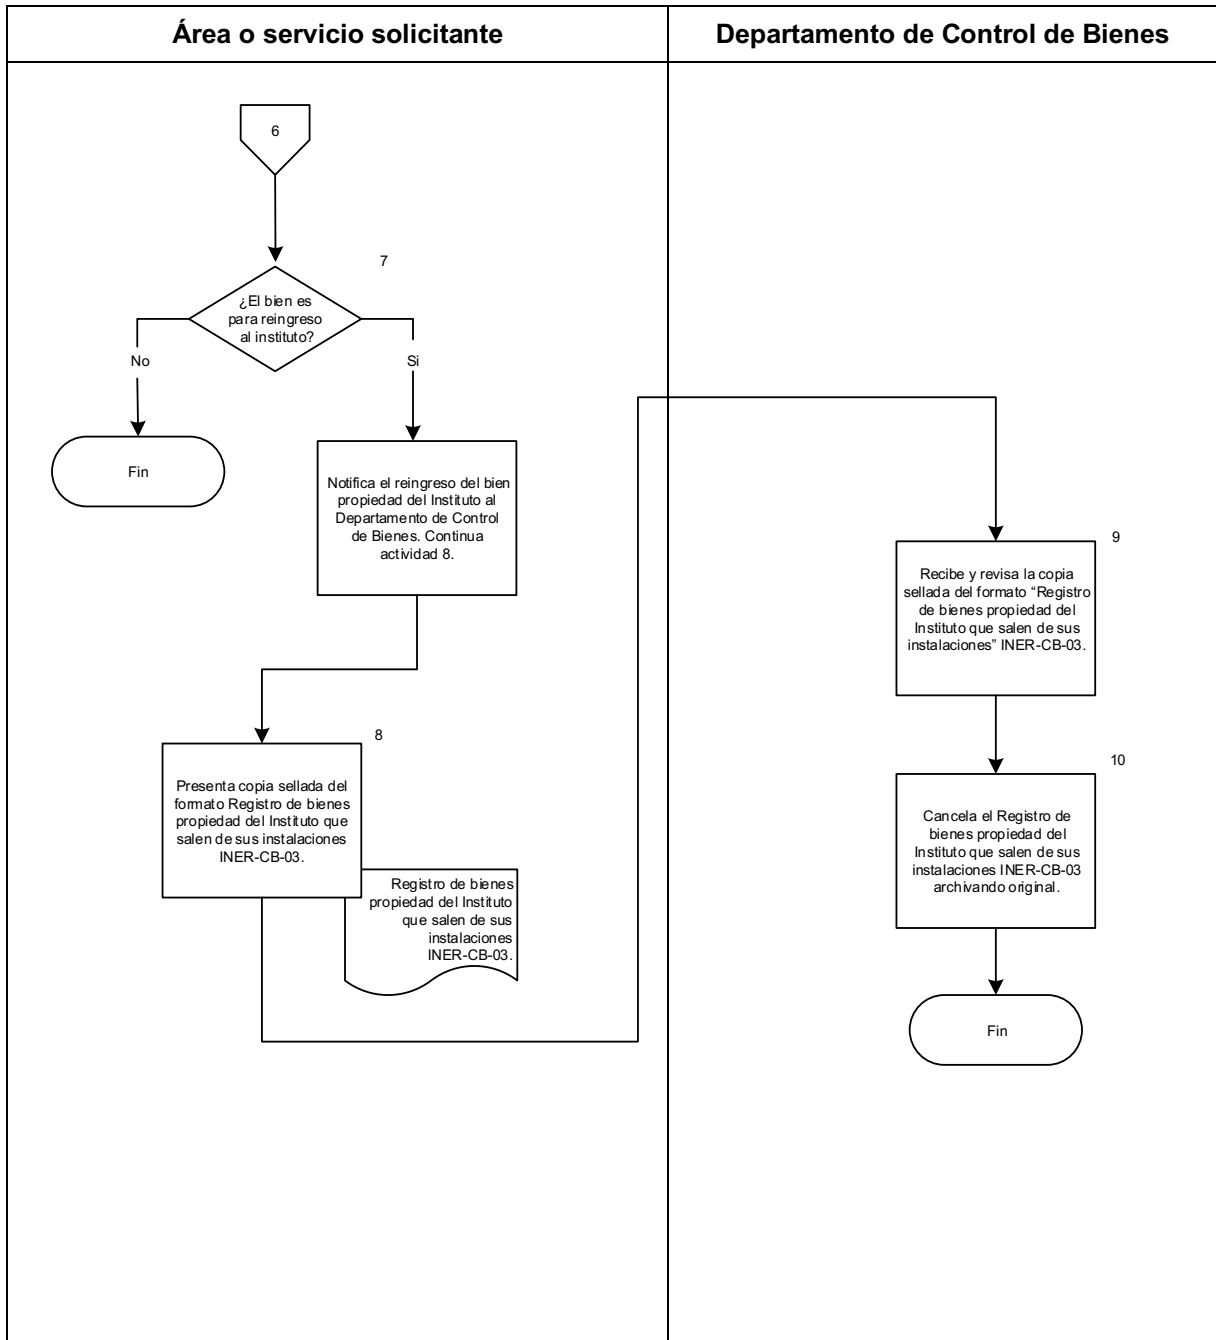 Área o servicio solicitante
Departamento de Control de Bienes
6
7
¿El bien es
para reingreso
al instituto?
No
Si
Fin
Notifica el reingreso del bien
propiedad del Instituto al
Departamento de Control
de Bienes. Continua
actividad 8.
8
Presenta copia sellada del
formato Registro de bienes
propiedad del Instituto que
salen de sus instalaciones
INER-CB-03.
Registro de bienes
propiedad del Instituto
que salen de sus
instalaciones
INER-CB-03.
9
Recibe y revisa la copia
sellada del formato “Registro
de bienes propiedad del
Instituto que salen de sus
instalaciones” INER-CB-03.
10
Cancela el Registro de
bienes propiedad del
Instituto que salen de sus
instalaciones INER-CB-03
archivando original.
Fin